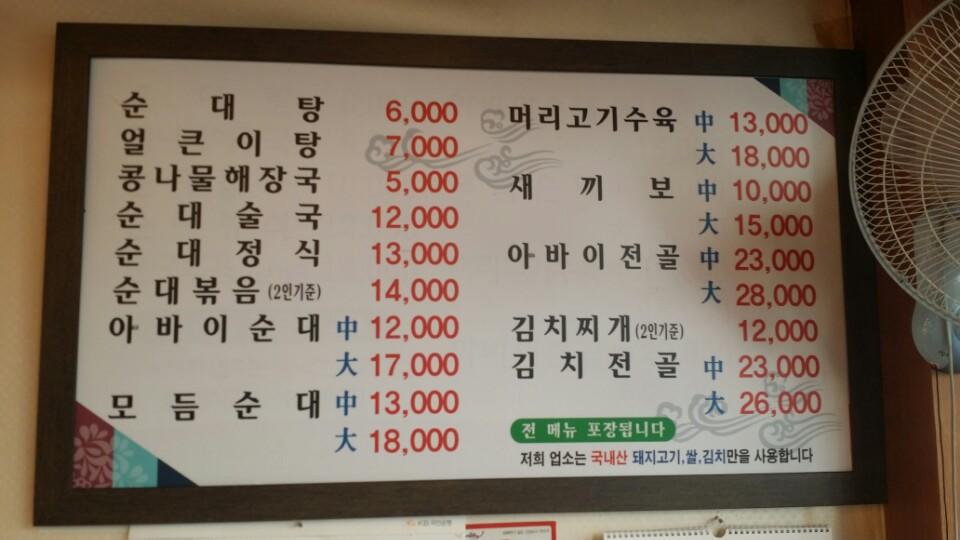 순대탕 6,000
얼큰이탕 7,000
콩나물해장국 5,000
순대술국 12,000
순대정식 13,000
순대볶음(2인기준) 14,000
아바이순대 中 12,000
大 17,000
모듬순대 中 13,000
大 18,000
머리고기수육 中 13,000
大 18,000
새끼보 中 10,000
大 15,000
아바이전골 中 23,000
大 28,000
김치찌개(2인기준) 12,000
김치전골 中 23,000
大 26,000
전 메뉴 포장됩니다
저희 업소는 국내산 돼지고기,쌀,김치만을 사용합니다
KB 국민은행